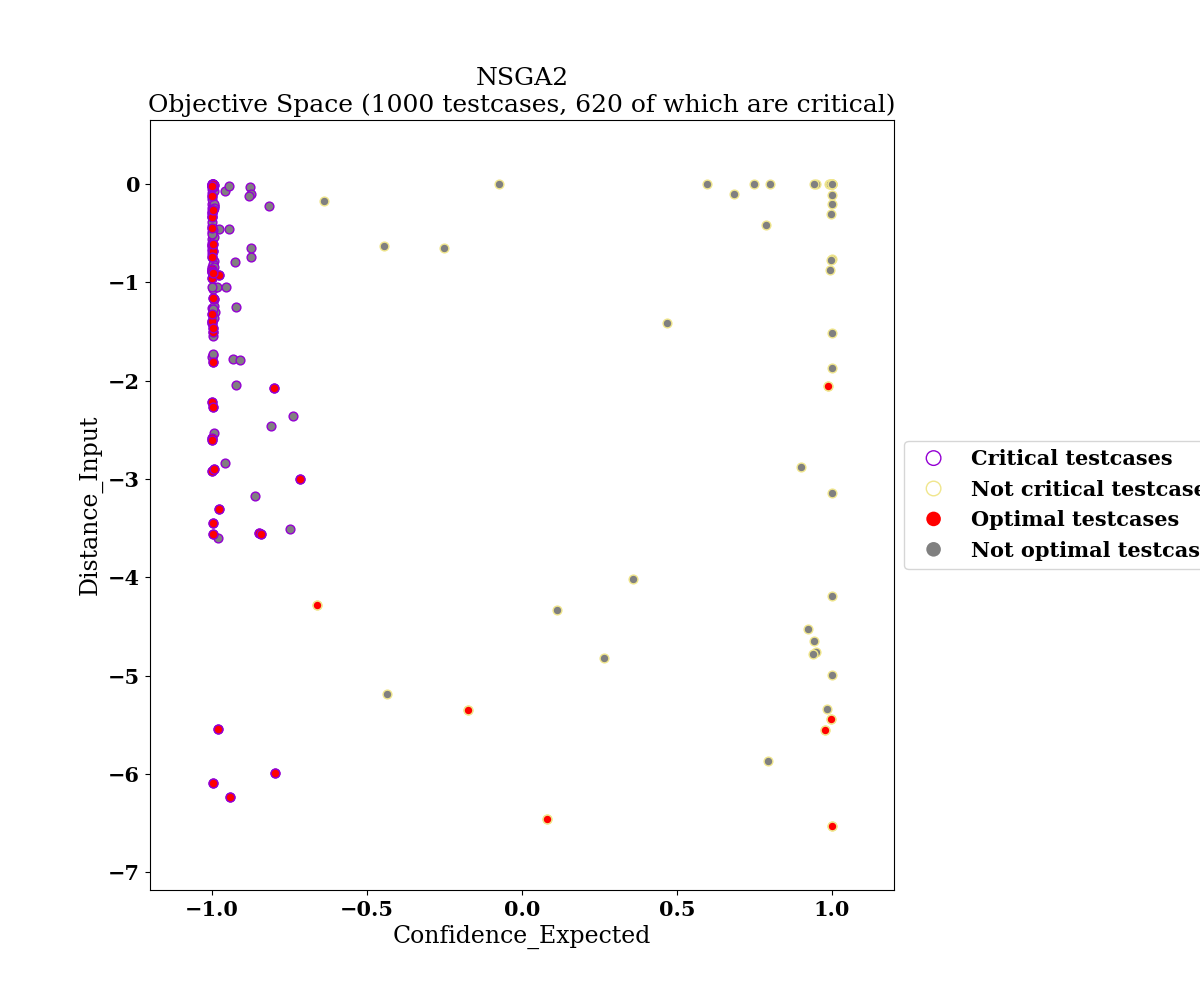 NSGA2
Objective Space (1000 testcases, 620 of which are critical)
0
−1
−2
−3
−4
−5
−6
−7
Distance_Input
−1.0 −0.5 0.0 0.5 1.0
Confidence_Expected
Critical testcases
Not critical testcase
Optimal testcases
Not optimal testcas